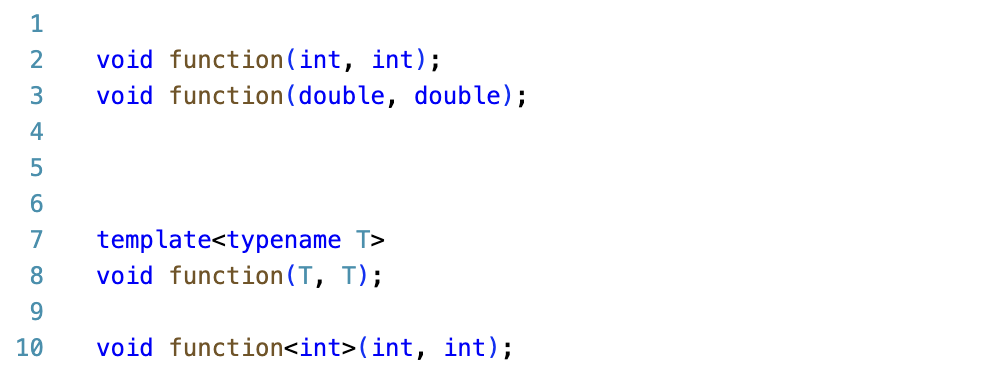 1
2 void function(int, int);
3 void function(double, double);
4
5
6
7 template<typename T>
8 void function(T, T);
9
10 void function<int>(int, int);